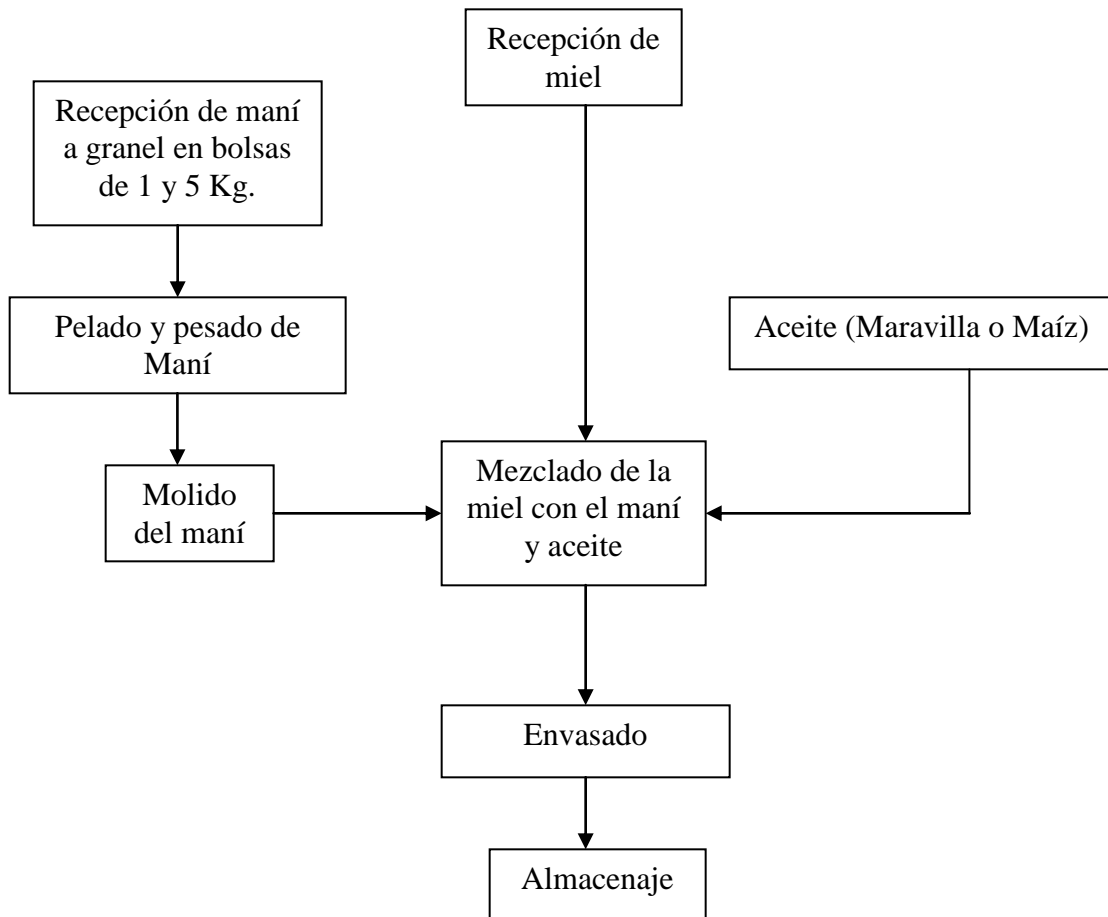 Recepción de
miel
Recepción de maní
a granel en bolsas
de 1 y 5 Kg.
Pelado y pesado de
Maní
Aceite (Maravilla o Maíz)
Molido
del maní
Mezclado de la
miel con el maní
y aceite
Envasado
Almacenaje